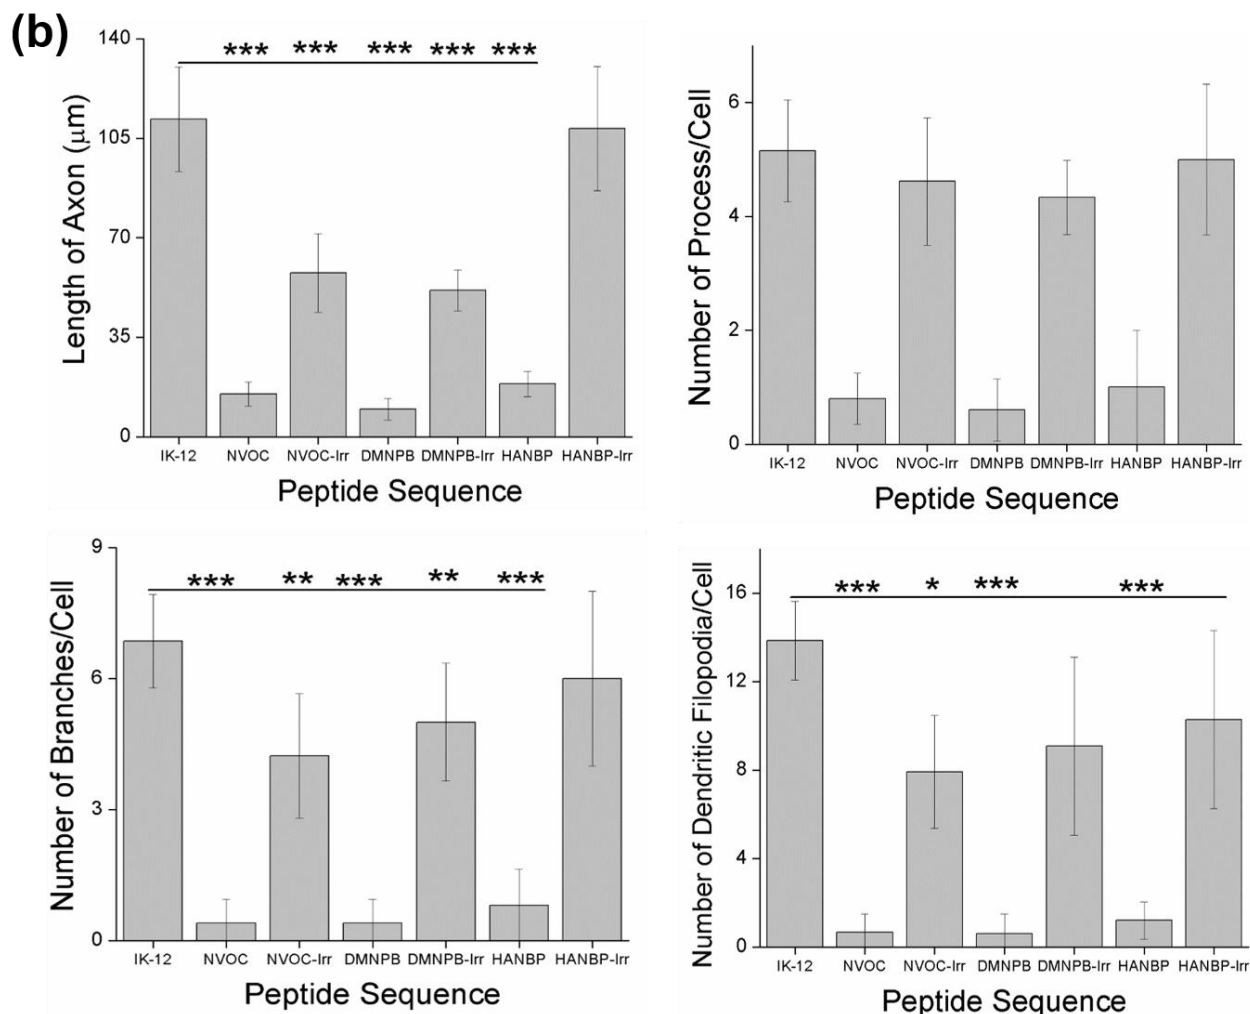 (b)
Length of Axon (μm)
140
105
70
35
0
*** *** *** *** ***
IK-12 NVOC NVOC-Irr DMNPB DMNPB-Irr HANBP HANBP-Irr
Peptide Sequence
Number of Process/Cell
6
4
2
0
IK-12 NVOC NVOC-Irr DMNPB DMNPB-Irr HANBP HANBP-Irr
Peptide Sequence
Number of Branches/Cell
9
6
3
0
*** ** *** ** ***
IK-12 NVOC NVOC-Irr DMNPB DMNPB-Irr HANBP HANBP-Irr
Peptide Sequence
Number of Dendritic Filopodia/Cell
16
12
8
4
0
*** * *** ***
IK-12 NVOC NVOC-Irr DMNPB DMNPB-Irr HANBP HANBP-Irr
Peptide Sequence